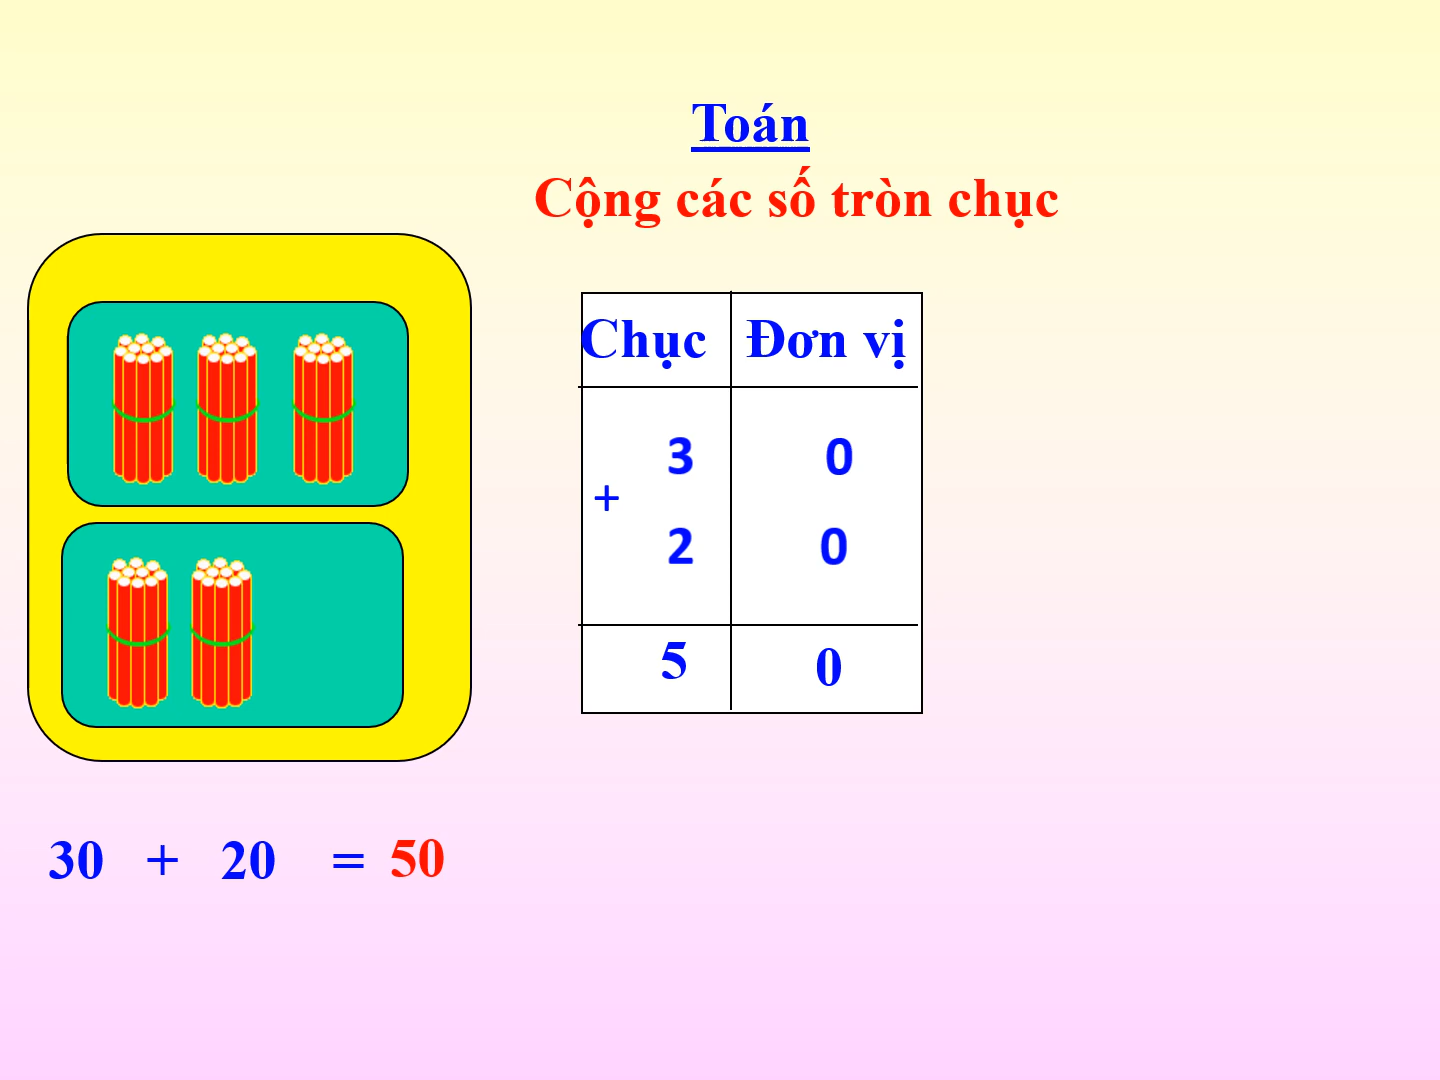 Toán
Cộng các số tròn chục
Chục Đơn vị
3 0
+
2 0
5 0
30 + 20 = 50